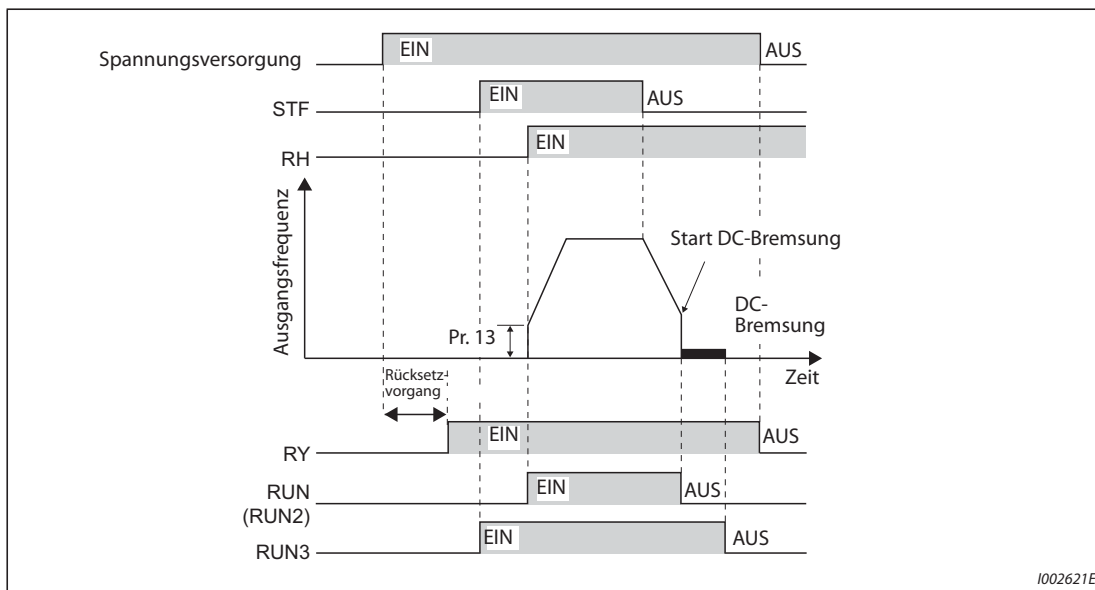 Spannungsversorgung
EIN
AUS
STF
EIN
AUS
RH
EIN
Ausgangsfrequenz
Start DC-Bremsung
DC-
Bremsung
Pr. 13
Zeit
Rücksetz-
vorgang
RY
EIN
AUS
RUN
(RUN2)
EIN
AUS
RUN3
EIN
AUS
I002621E